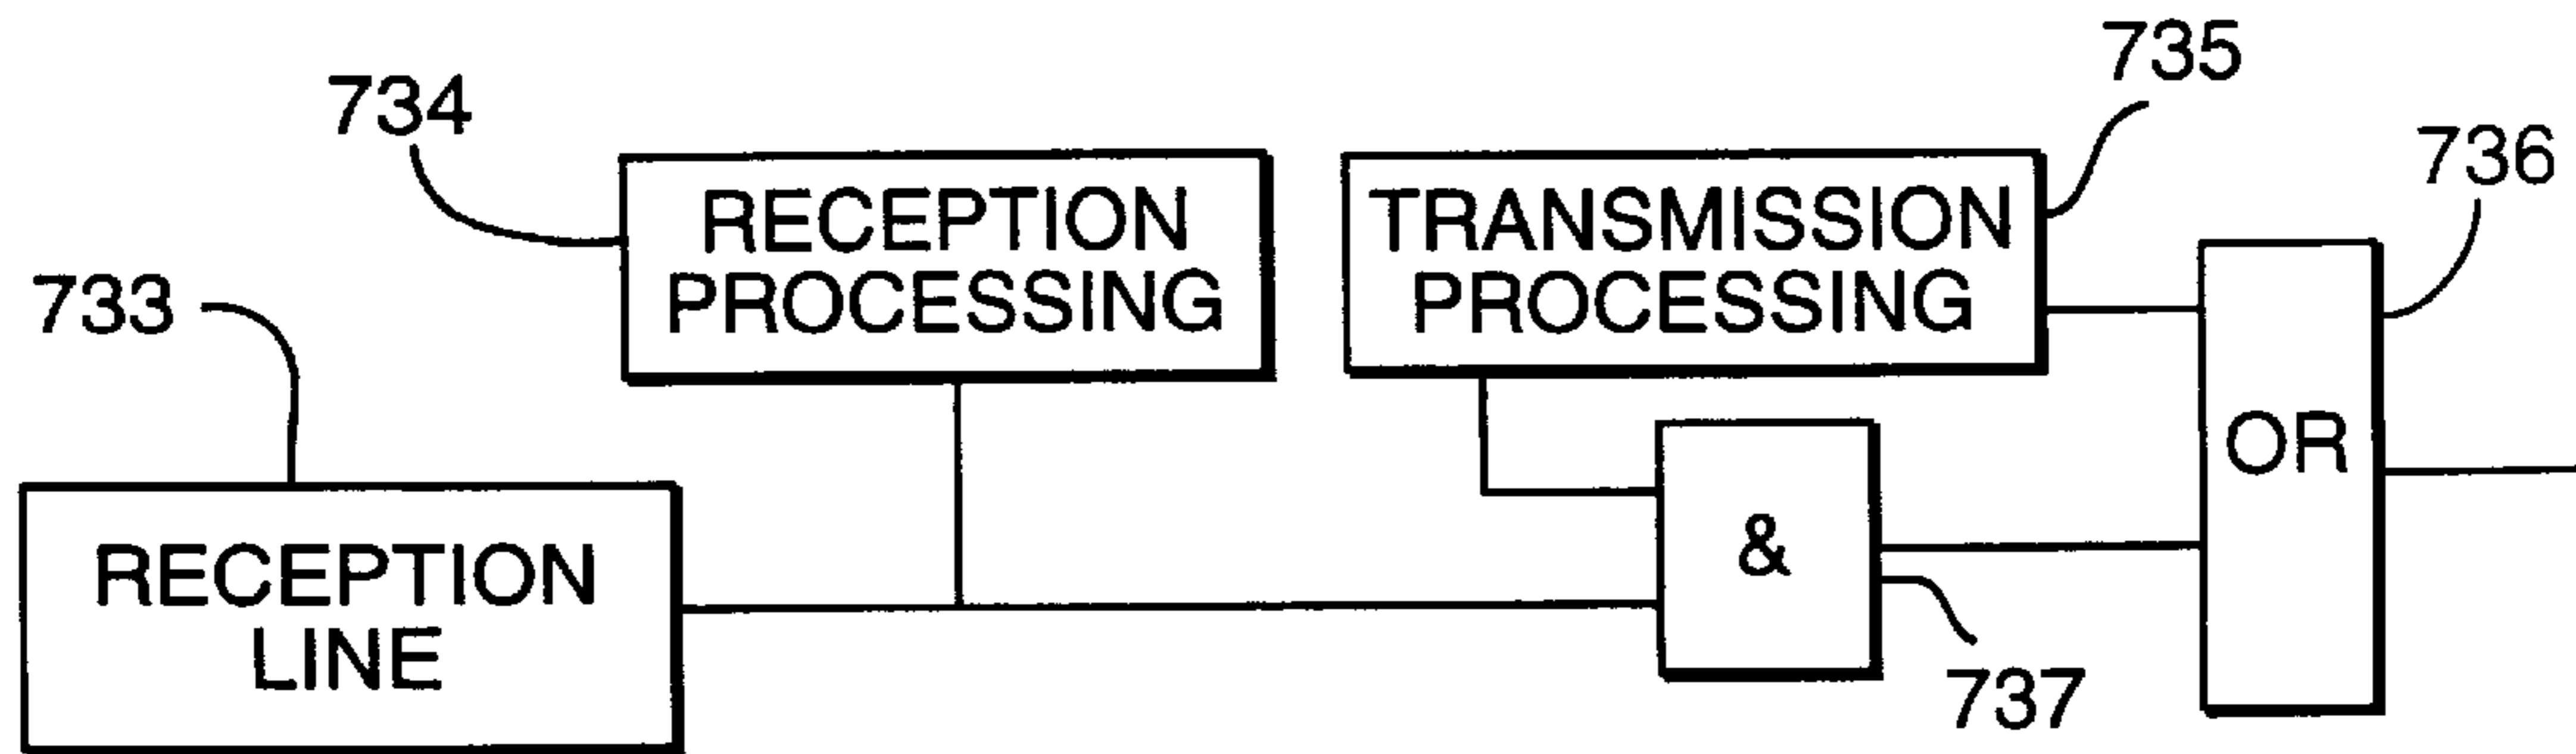 735
734
736
RECEPTION
PROCESSING
TRANSMISSION
PROCESSING
733
OR
RECEPTION
LINE
&
737